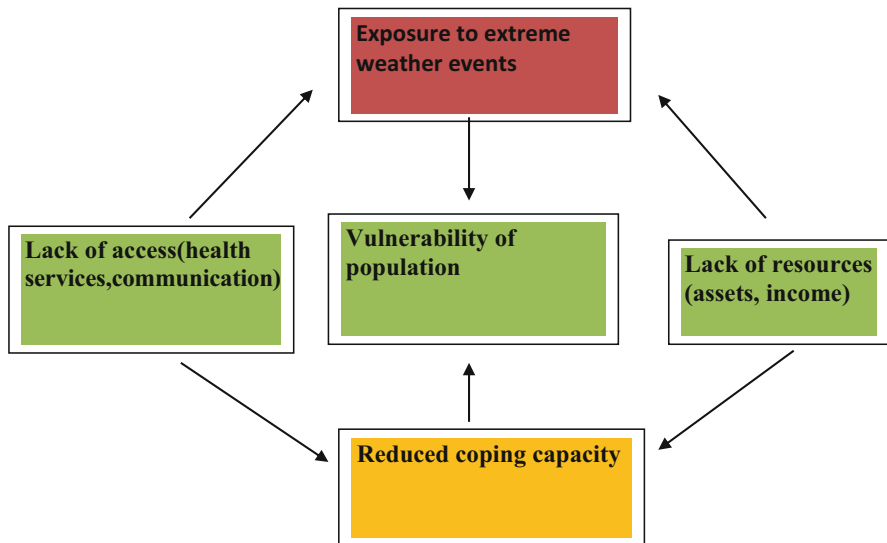 Exposure to extreme
weather events
Lack of access(health
services,communication)
Vulnerability of
population
Lack of resources
(assets, income)
Reduced coping capacity